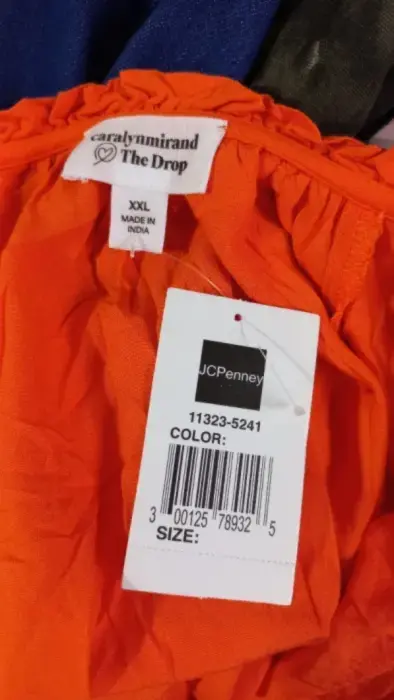 caralynmirand
The Drop
XXL
MADE IN
INDIA
JCPenney
11323-5241
COLOR:
3 00125 78932 5
SIZE: